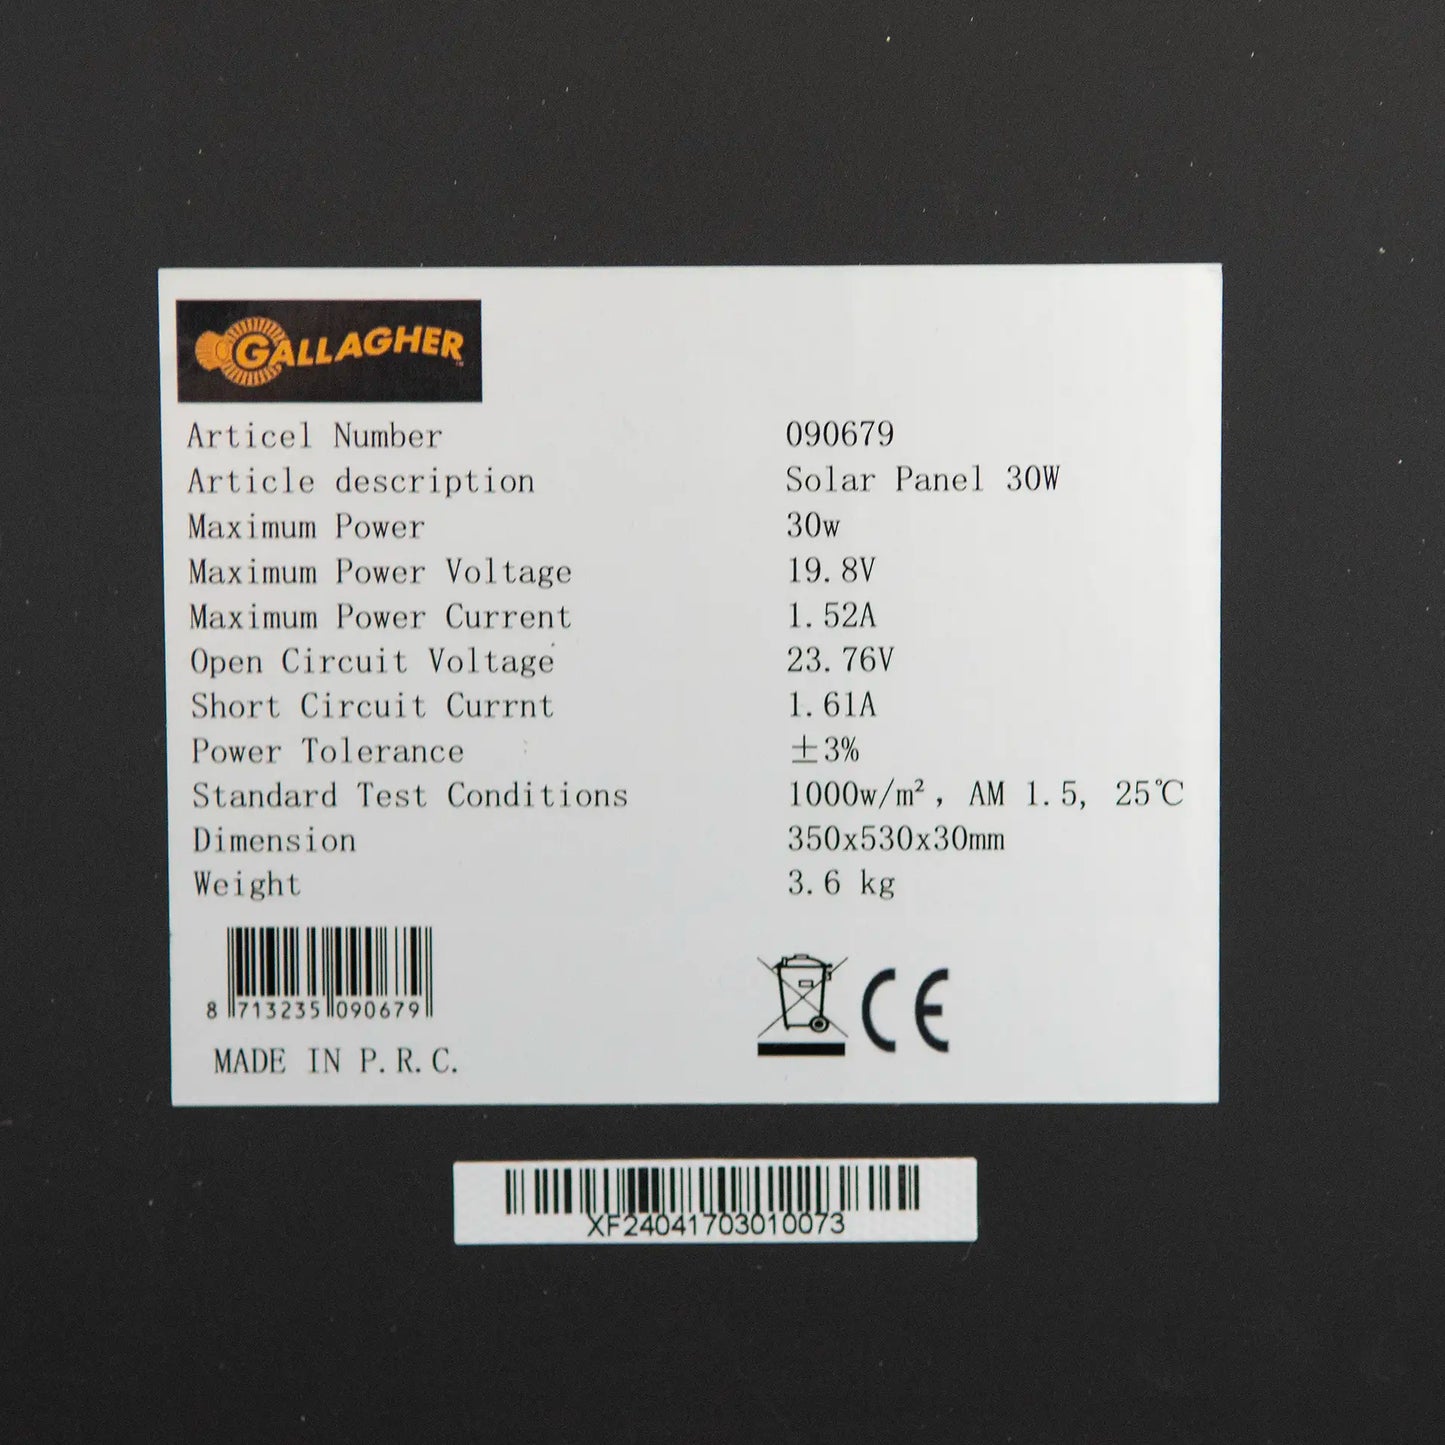 GALLAGHER™
Articel Number 090679
Article description Solar Panel 30W
Maximum Power 30w
Maximum Power Voltage 19.8V
Maximum Power Current 1.52A
Open Circuit Voltage 23.76V
Short Circuit Currnt 1.61A
Power Tolerance ±3%
Standard Test Conditions 1000w/m², AM 1.5, 25℃
Dimension 350x530x30mm
Weight 3.6 kg
8 713235 090679
CE
MADE IN P.R.C.
XF24041703010073